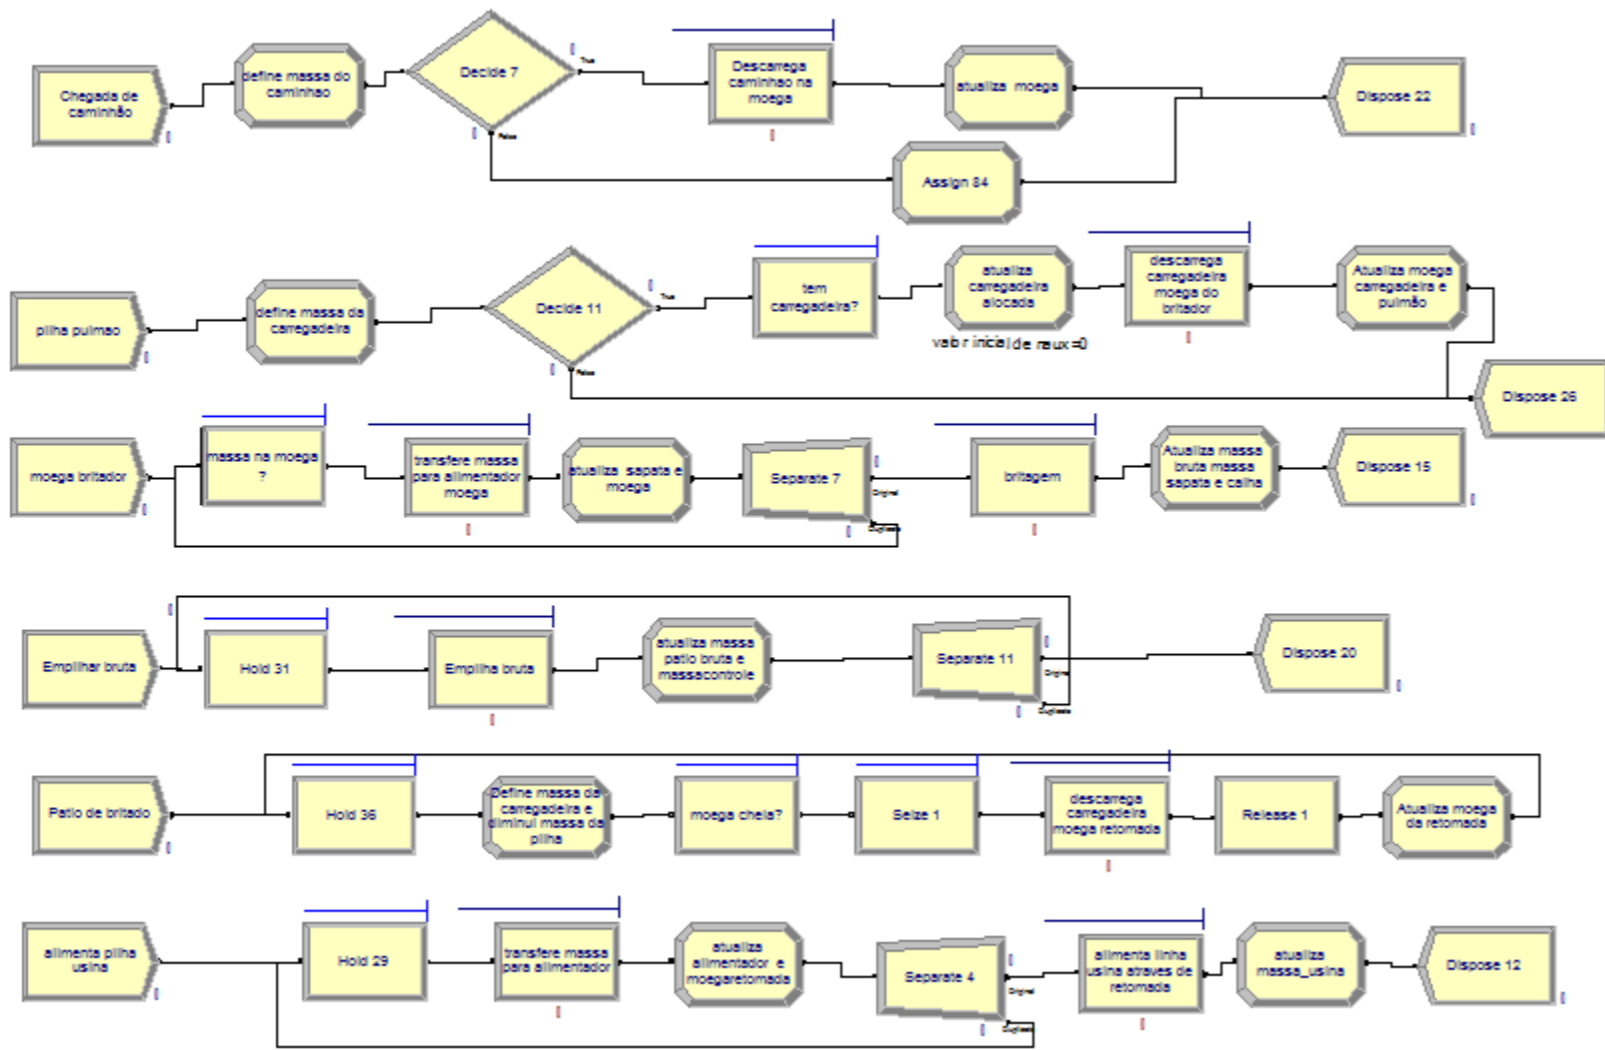 Chegada de
caminhão
define massa do
caminhao
Decide 7
True
False
Descarrega
caminhao na
moega
atualiza moega
Assign 84
Dispose 22
pilha pulmao
define massa da
carregadeira
Decide 11
True
False
tem
carregadeira?
atualiza
carregadeira
alocada
valor inicial de naux=0
descarrega
carregadeira
moega do
britador
Atualiza moega
carregadeira e
pulmão
Dispose 26
moega britador
massa na moega
?
transfere massa
para alimentador
moega
atualiza sapata e
moega
Separate 7
Original
Duplicate
britagem
Atualiza massa
bruta massa
sapata e calha
Dispose 15
Empilhar bruta
Hold 31
Empilha bruta
atualiza massa
patio bruta e
massacontrole
Separate 11
Original
Duplicate
Dispose 20
Patio de britado
Hold 36
Define massa da
carregadeira e
diminui massa da
pilha
moega cheia?
Seize 1
descarrega
carregadeira
moega retomada
Release 1
Atualiza moega
da retomada
alimenta pilha
usina
Hold 29
transfere massa
para alimentador
atualiza
alimentador e
moegaretomada
Separate 4
Original
Duplicate
alimenta linha
usina atraves de
retomada
atualiza
massa_usina
Dispose 12